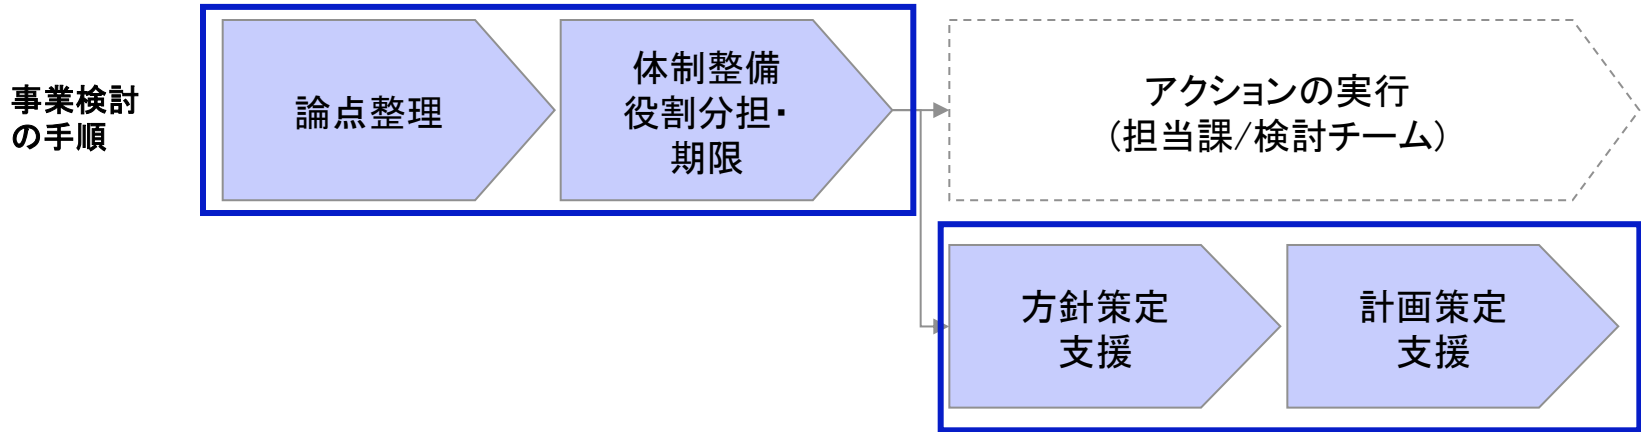 事業検討
の手順
論点整理
体制整備
役割分担・
期限
アクションの実行
(担当課/検討チーム)
方針策定
支援
計画策定
支援